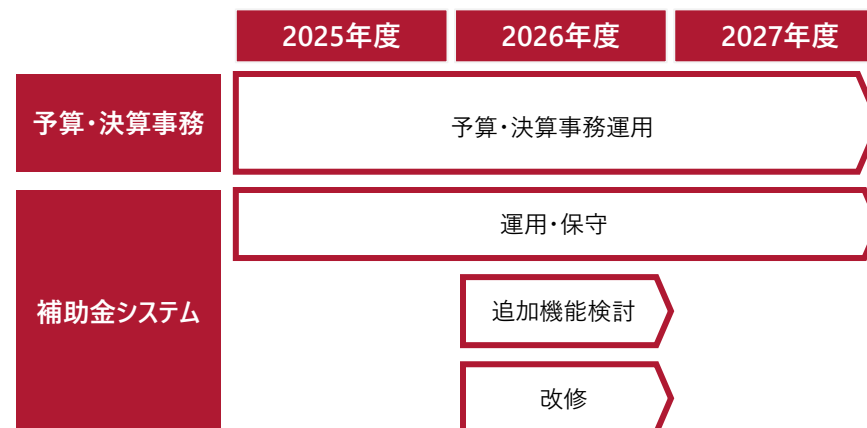 2025年度 2026年度 2027年度
予算・決算事務
予算・決算事務運用
補助金システム
運用・保守
追加機能検討
改修